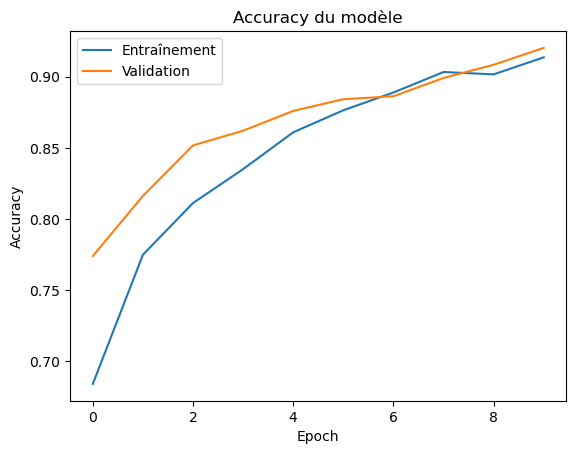 Accuracy du modèle
Entraînement
Validation
0.90
0.85
0.80
0.75
0.70
Accuracy
0
2
4
6
8
Epoch